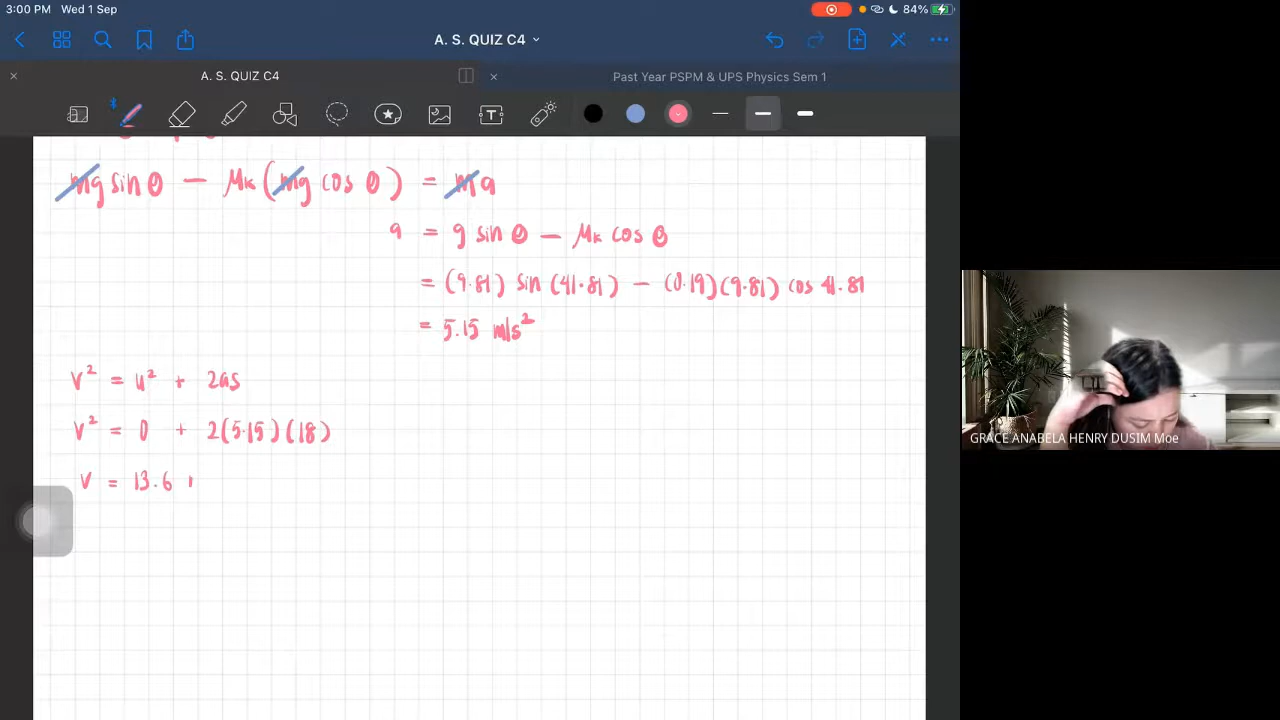 3:00 PM Wed 1 Sep
84%
A. S. QUIZ C4
A. S. QUIZ C4
Past Year PSPM & UPS Physics Sem 1
mg sin θ - μk (mg cos θ) = ma
a = g sin θ - μk cos θ
= (9.81) sin (41.81) - (0.19)(9.81) cos 41.81
= 5.15 m/s²
v² = u² + 2as
v² = 0 + 2(5.15)(18)
v = 13.6
GRACE ANABELA HENRY DUSIM Moe